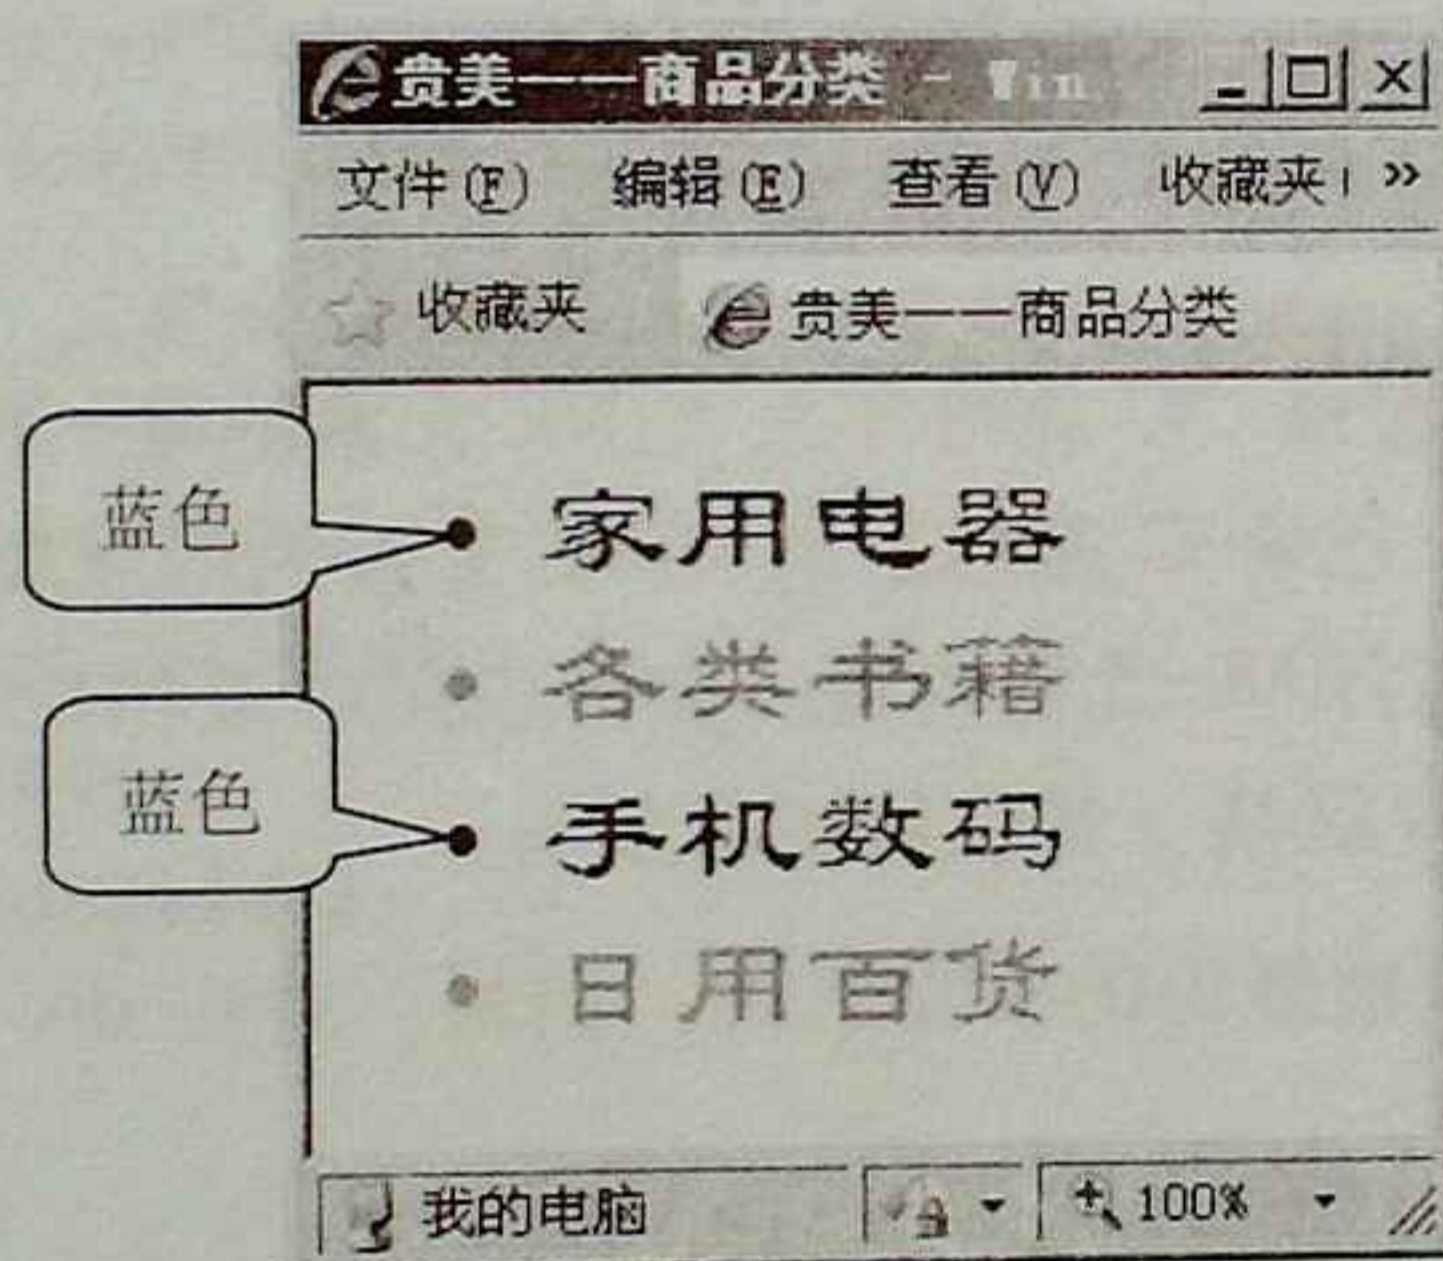 贵美——商品分类 - Win
文件(F) 编辑(E) 查看(V) 收藏夹 »
收藏夹 贵美——商品分类
蓝色
• 家用电器
• 各类书籍
蓝色
• 手机数码
• 日用百货
我的电脑 100%